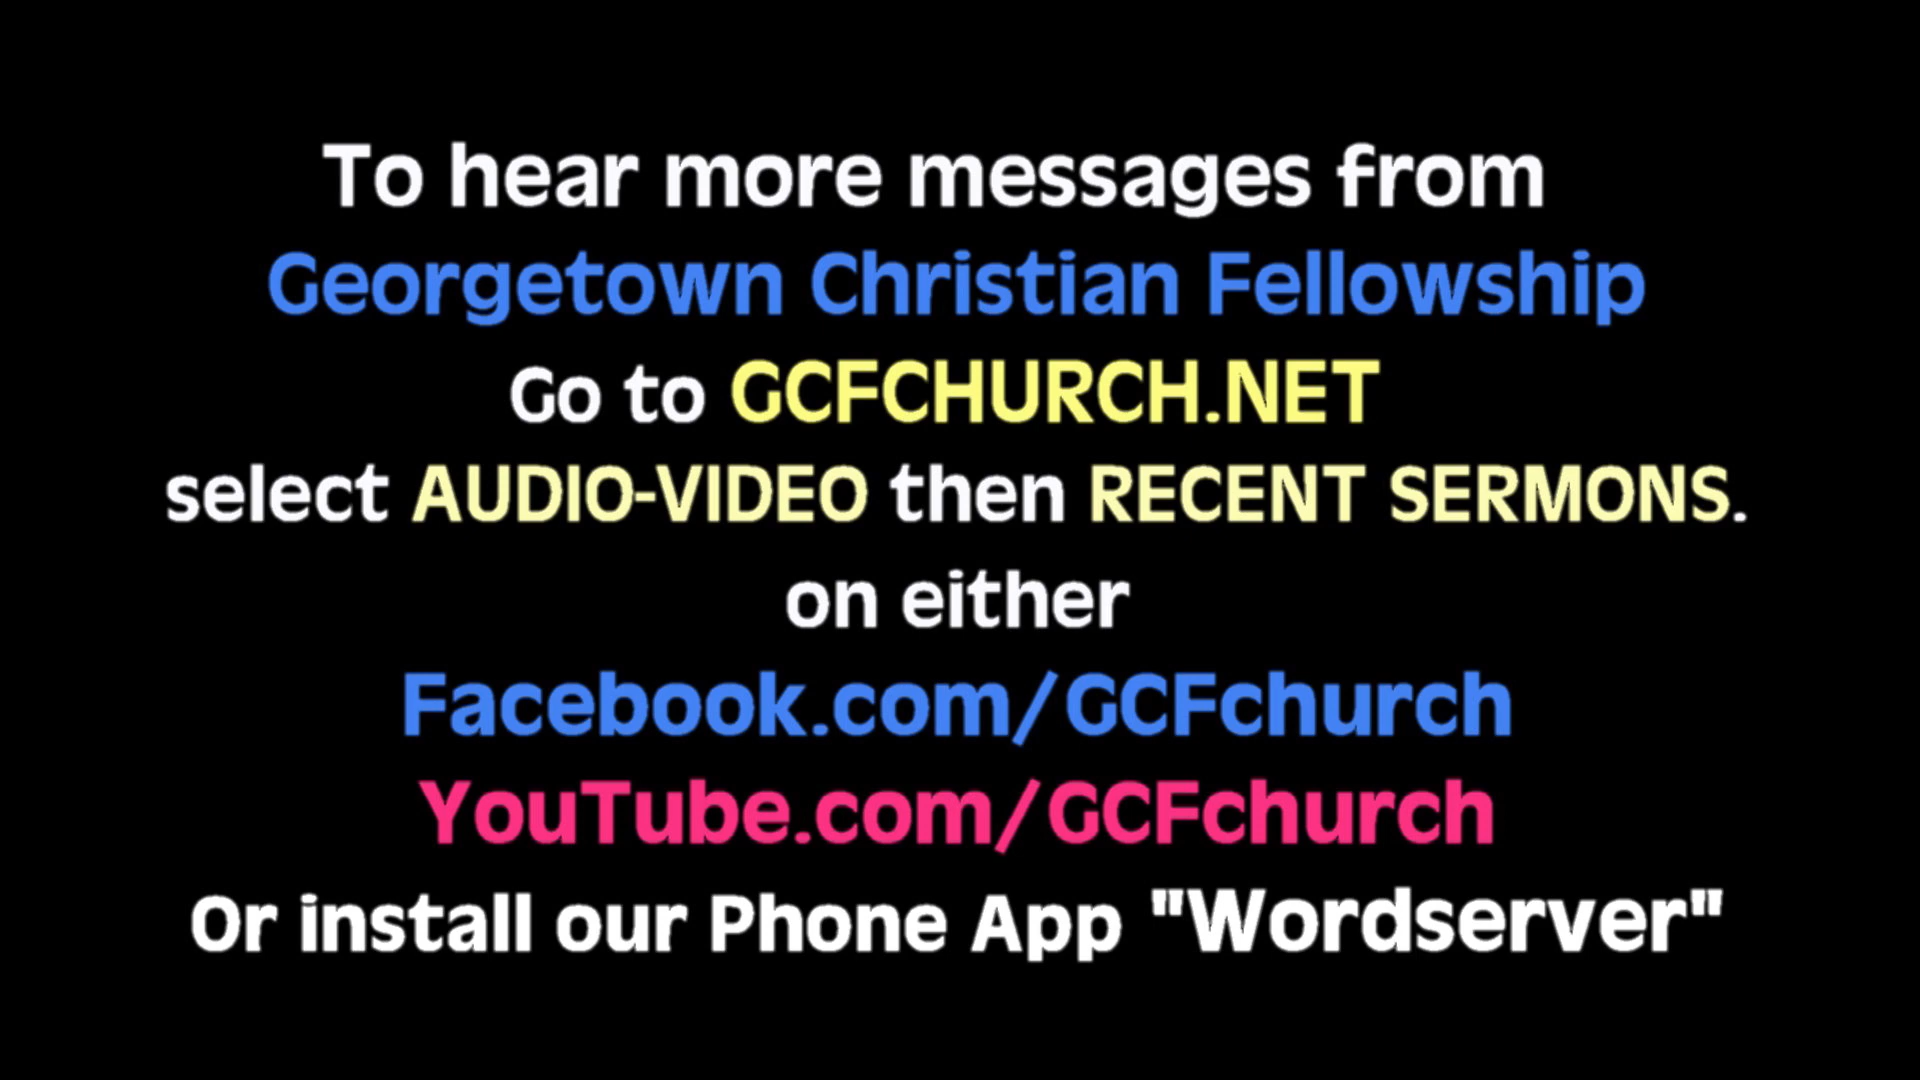 To hear more messages from
Georgetown Christian Fellowship
Go to GCFCHURCH.NET
select AUDIO-VIDEO then RECENT SERMONS.
on either
Facebook.com/GCFchurch
YouTube.com/GCFchurch
Or install our Phone App "Wordserver"